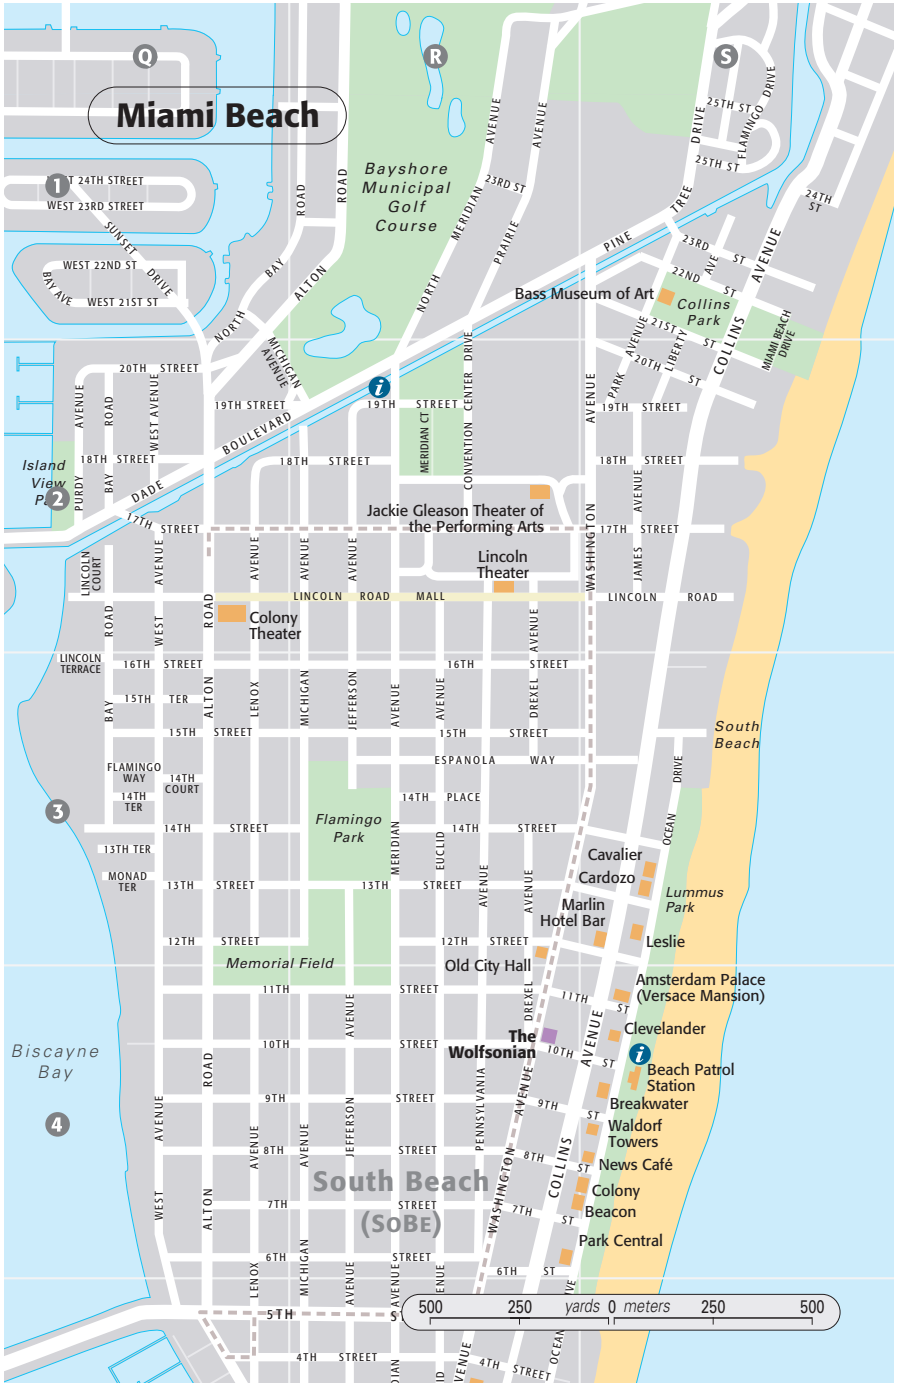 Q
R
S
Miami Beach
1
WEST 24TH STREET
WEST 23RD STREET
SUNSET DRIVE
WEST 22ND ST
BAY AVE
WEST 21ST ST
NORTH BAY ROAD
ALTON ROAD
Bayshore
Municipal
Golf
Course
NORTH MERIDIAN AVENUE
PRAIRIE AVENUE
23RD ST
PINE TREE DRIVE
25TH ST
FLAMINGO DRIVE
25TH ST
24TH
ST
23RD ST
22ND ST
AVE
Bass Museum of Art
Collins
Park
21ST ST
LIBERTY
20TH ST
PARK AVENUE
COLLINS AVENUE
MIAMI BEACH
DRIVE
MICHIGAN
AVENUE
20TH STREET
19TH STREET
DADE BOULEVARD
i
19TH STREET
MERIDIAN CT
CONVENTION CENTER DRIVE
19TH STREET
PURDY AVENUE
BAY ROAD
WEST AVENUE
18TH STREET
18TH STREET
18TH STREET
Island
View
2
17TH STREET
Jackie Gleason Theater of
the Performing Arts
17TH STREET
WASHINGTON AVENUE
JAMES AVENUE
LINCOLN
COURT
Lincoln
Theater
LINCOLN ROAD MALL
LINCOLN ROAD
Colony
Theater
LINCOLN
TERRACE
BAY ROAD
WEST AVENUE
ALTON ROAD
LENOX AVENUE
MICHIGAN AVENUE
JEFFERSON AVENUE
AVENUE
AVENUE
DREXEL AVENUE
16TH STREET
16TH STREET
15TH TER
15TH STREET
15TH STREET
South
Beach
ESPANOLA WAY
FLAMINGO
WAY
14TH
COURT
14TH
TER
14TH PLACE
3
Flamingo
Park
14TH STREET
14TH STREET
MERIDIAN
EUCLID
OCEAN DRIVE
13TH TER
MONAD
TER
13TH STREET
13TH STREET
AVENUE
AVENUE
Cavalier
Cardozo
Lummus
Park
Marlin
Hotel Bar
Leslie
12TH STREET
12TH STREET
Memorial Field
Old City Hall
11TH STREET
11TH ST
DREXEL
Amsterdam Palace
(Versace Mansion)
Clevelander
i
The
Wolfsonian
10TH STREET
10TH ST
Beach Patrol
Station
Breakwater
Biscayne
Bay
4
WEST AVENUE
ALTON ROAD
AVENUE
AVENUE
JEFFERSON AVENUE
PENNSYLVANIA
WASHINGTON AVENUE
COLLINS AVENUE
9TH STREET
9TH ST
Waldorf
Towers
8TH STREET
8TH ST
News Café
South Beach
(SOBE)
Colony
Beacon
7TH STREET
7TH ST
Park Central
6TH STREET
6TH ST
LENOX
MICHIGAN
AVENUE
AVENUE
ENUE
5TH
500 250 yards 0 meters 250 500
4TH STREET
4TH STREET
DIAN
ID
VENUE
OCEAN